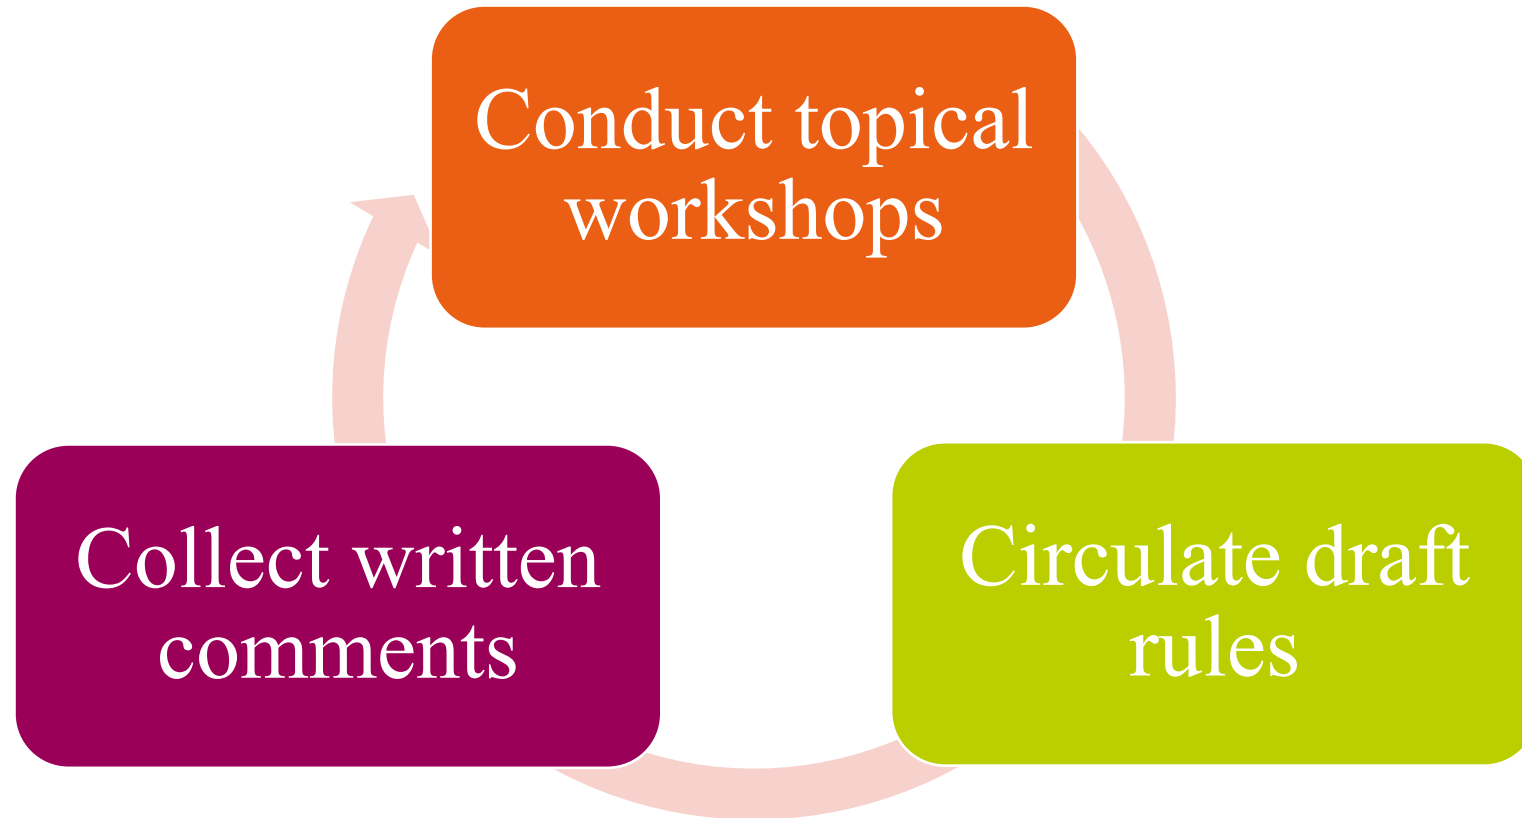 Conduct topical
workshops
Circulate draft
rules
Collect written
comments